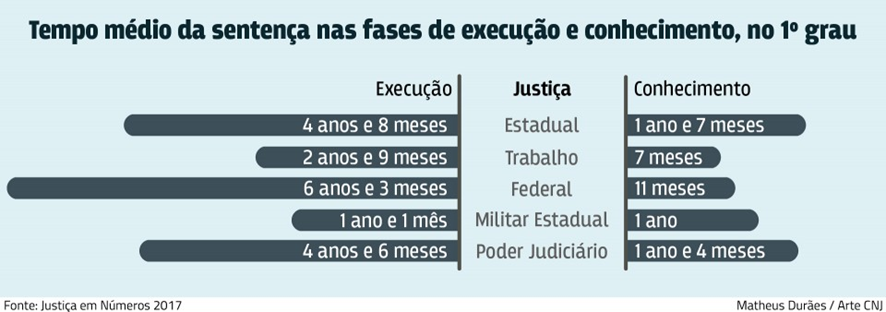 Tempo médio da sentença nas fases de execução e conhecimento, no 1º grau
Execução Justiça Conhecimento
4 anos e 8 meses Estadual 1 ano e 7 meses
2 anos e 9 meses Trabalho 7 meses
6 anos e 3 meses Federal 11 meses
1 ano e 1 mês Militar Estadual 1 ano
4 anos e 6 meses Poder Judiciário 1 ano e 4 meses
Fonte: Justiça em Números 2017 Matheus Durães / Arte CNJ